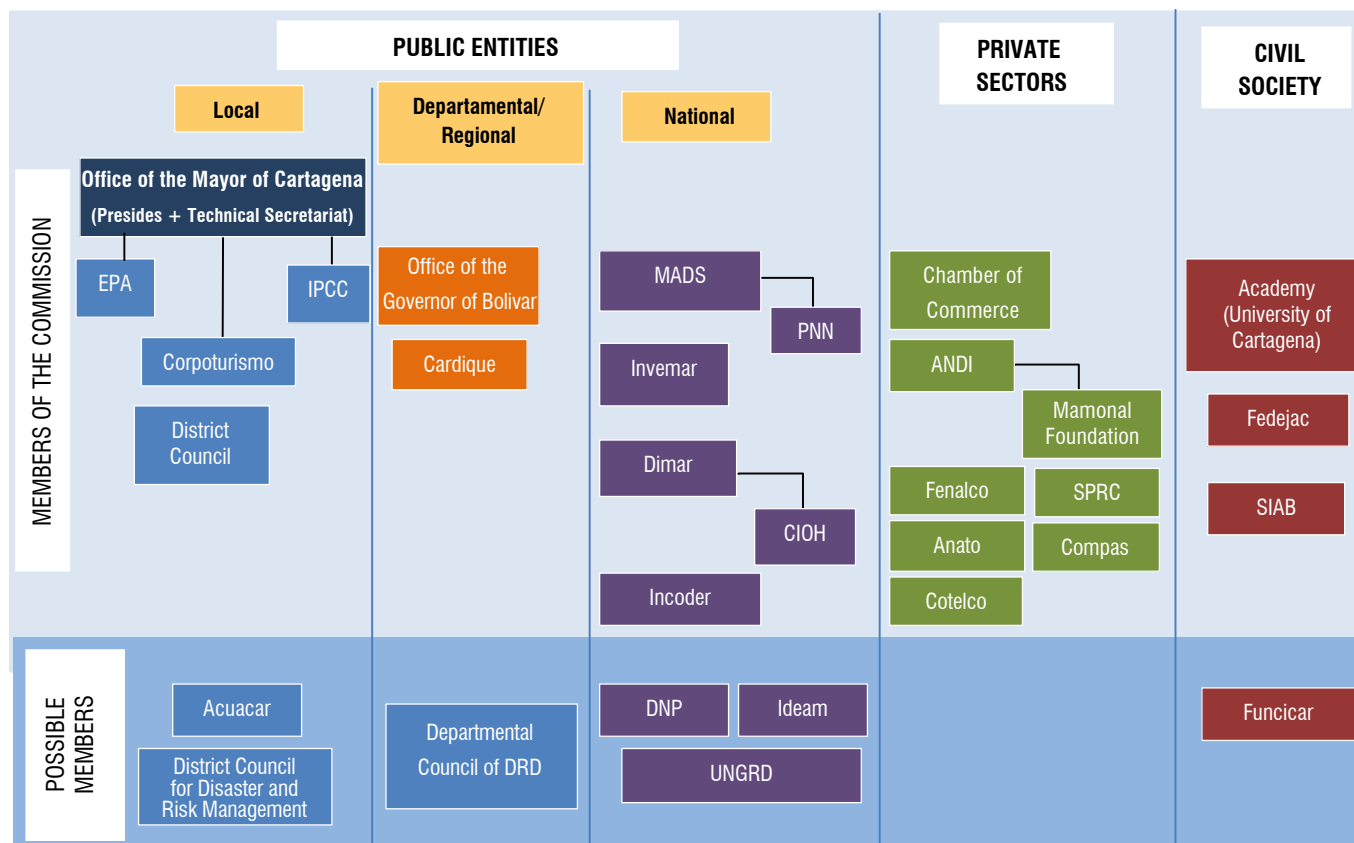 PUBLIC ENTITIES
PRIVATE
SECTORS
CIVIL
SOCIETY
Local
Departamental/
Regional
National
MEMBERS OF THE COMMISSION
Office of the Mayor of Cartagena
(Presides + Technical Secretariat)
EPA
IPCC
Corpoturismo
District
Council
Office of the
Governor of Bolivar
Cardique
MADS
PNN
Invemar
Dimar
CIOH
Incoder
Chamber of
Commerce
ANDI
Mamonal
Foundation
Fenalco
SPRC
Anato
Compas
Cotelco
Academy
(University of
Cartagena)
Fedejac
SIAB
POSSIBLE
MEMBERS
Acuacar
District Council
for Disaster and
Risk Management
Departmental
Council of DRD
DNP
Ideam
UNGRD
Funcicar